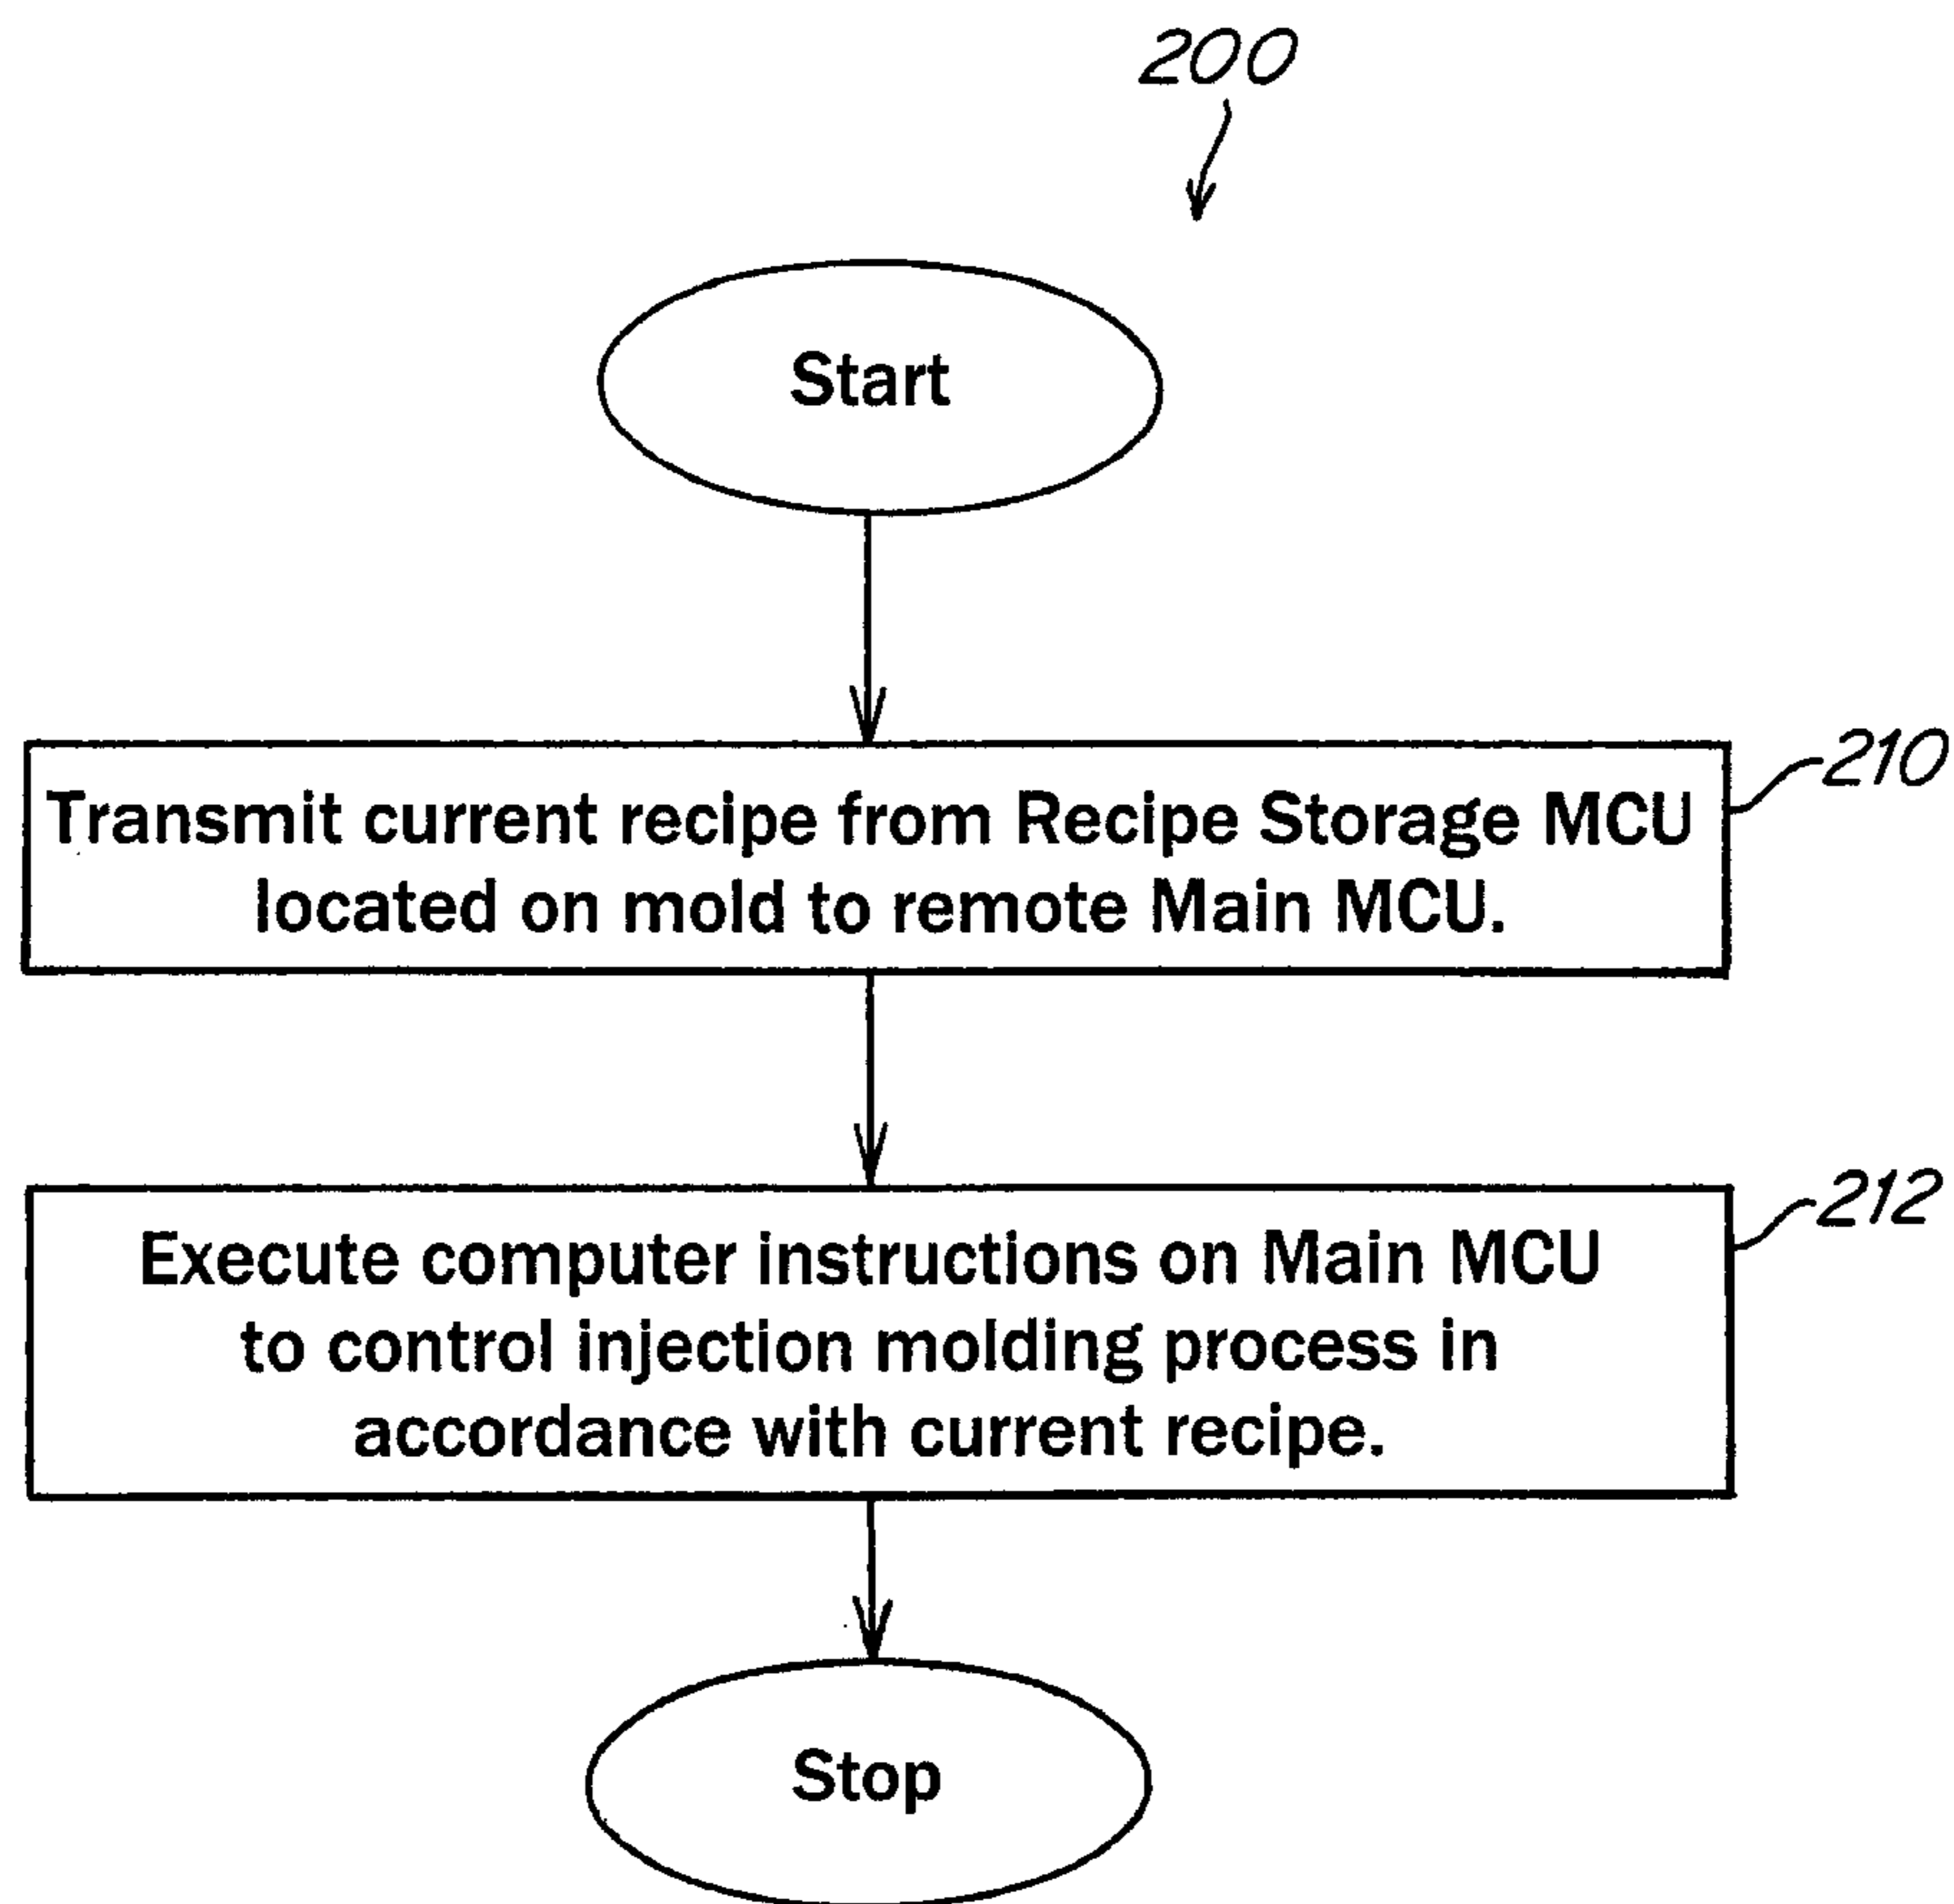 200
Start
Transmit current recipe from Recipe Storage MCU
located on mold to remote Main MCU.
210
Execute computer instructions on Main MCU
to control injection molding process in
accordance with current recipe.
212
Stop